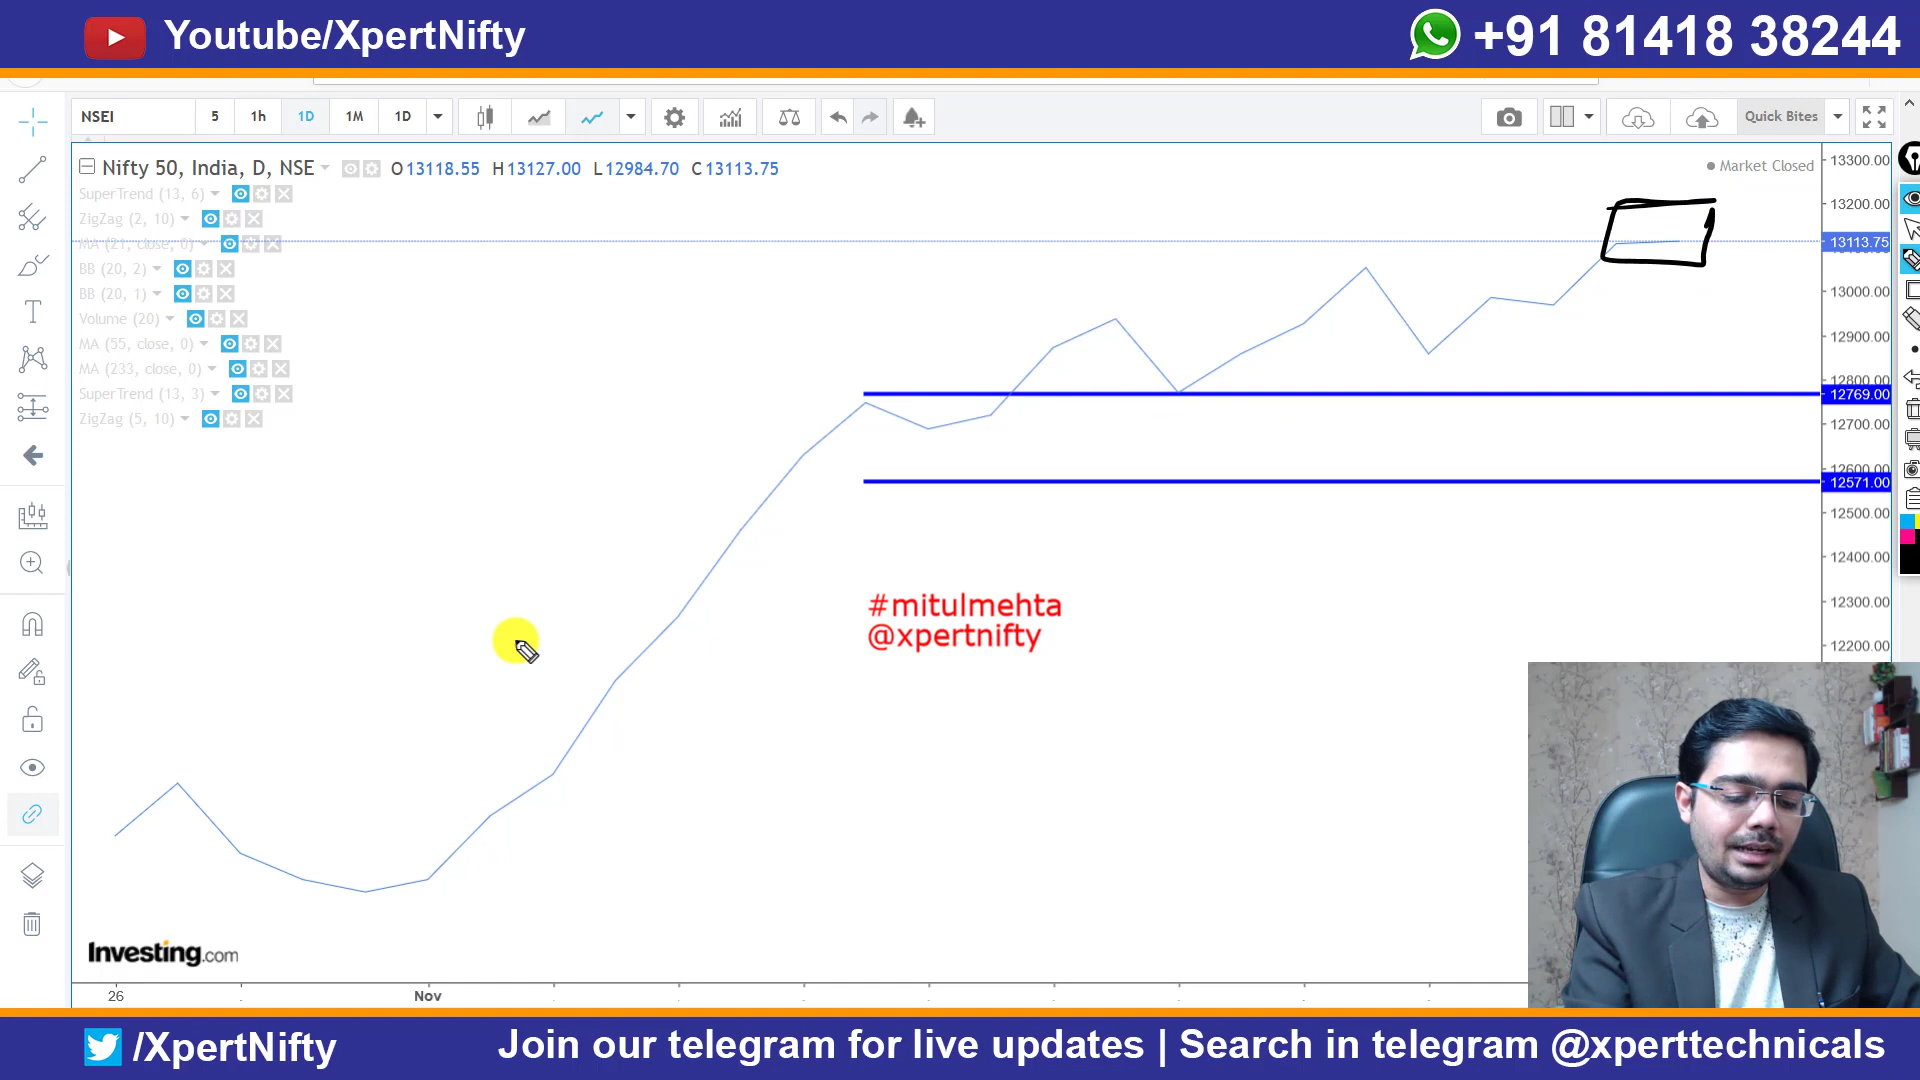 Youtube/XpertNifty
+91 81418 38244
NSEI 5 1h 1D 1M 1D Quick Bites
Nifty 50, India, D, NSE O13118.55 H13127.00 L12984.70 C13113.75
Market Closed
SuperTrend (13, 6)
ZigZag (2, 10)
MA (21, close, 0)
BB (20, 2)
BB (20, 1)
Volume (20)
MA (55, close, 0)
MA (233, close, 0)
SuperTrend (13, 3)
ZigZag (5, 10)
13300.00
13200.00
13113.75
13000.00
12900.00
12800.00
12769.00
12700.00
12600.00
12571.00
12500.00
12400.00
12300.00
12200.00
#mitulmehta
@xpertnifty
Investing.com
26 Nov
/XpertNifty
Join our telegram for live updates | Search in telegram @xperttechnicals